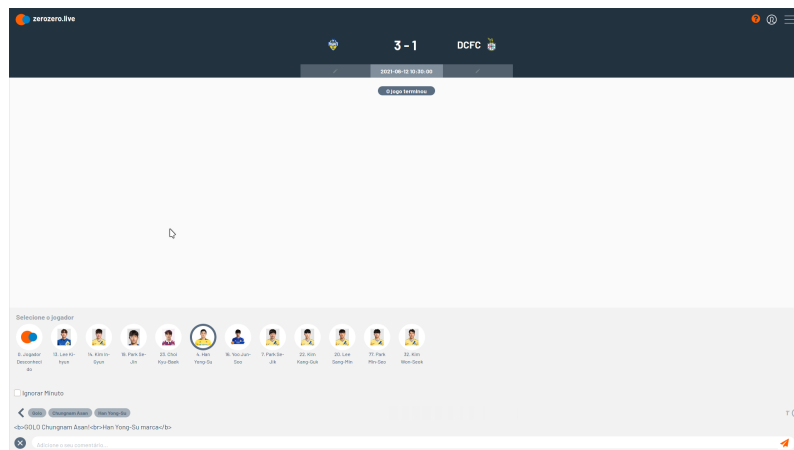 zerozero.live
?
3 - 1 DCFC
2021-06-12 10:30:00
O jogo terminou
Selecione o jogador
0. Jogador Desconhecido
13. Lee Ki-hyun
14. Kim In-Gyun
19. Park Se-Jin
23. Choi Kyu-Baek
4. Han Yong-Su
16. Yoo Jun-Soo
7. Park Se-Jik
22. Kim Kang-Guk
20. Lee Sang-Min
77. Park Min-Seo
32. Kim Won-Seok
Ignorar Minuto
Golo Chungnam Asan Han Yong-Su
<b>GOLO Chungnam Asan!<br>Han Yong-Su marca</b>
Adicione o seu comentário...